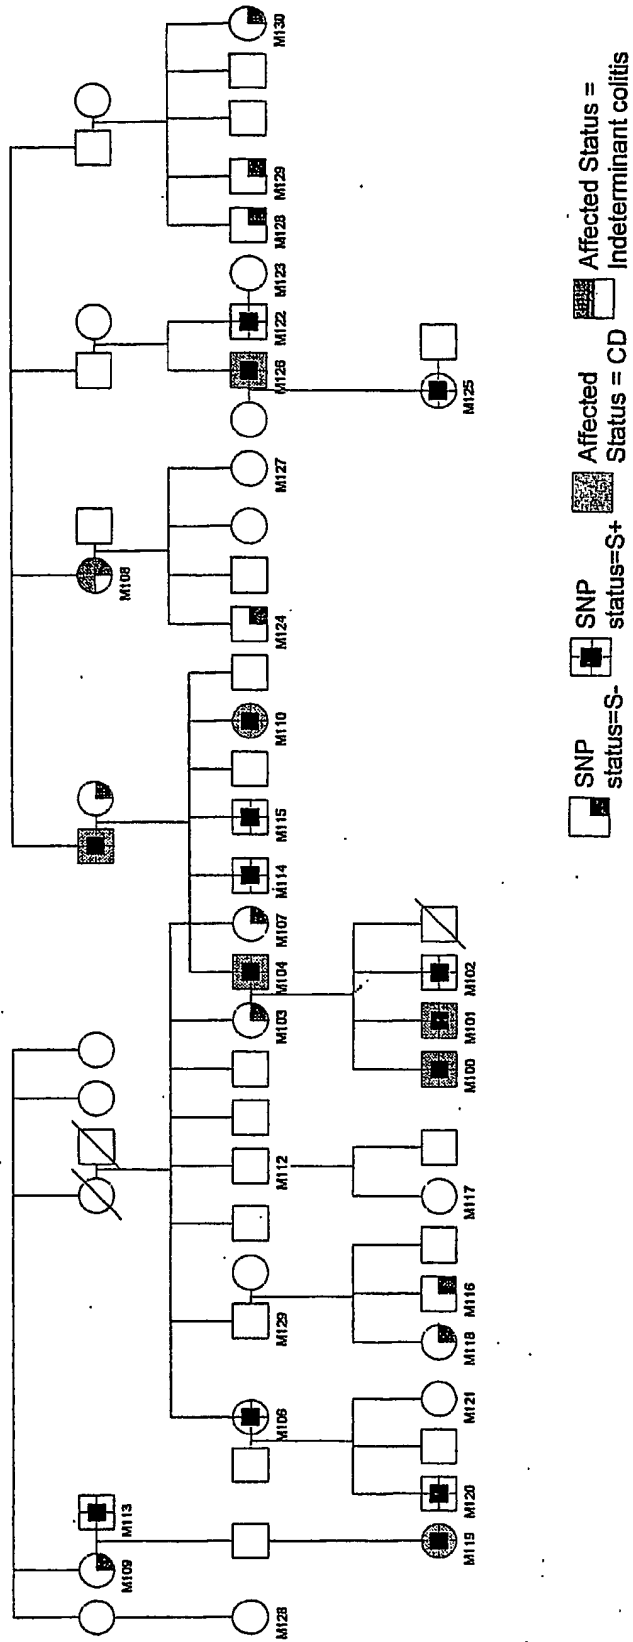 M109
M113
M108
M128
M106
M129
M112
M103
M104
M107
M114
M115
M110
M124
M127
M126
M122
M123
M128
M129
M130
M119
M120
M121
M118
M116
M117
M100
M101
M102
M125
SNP
status=S-
SNP
status=S+
Affected
Status = CD
Affected Status =
Indeterminant colitis